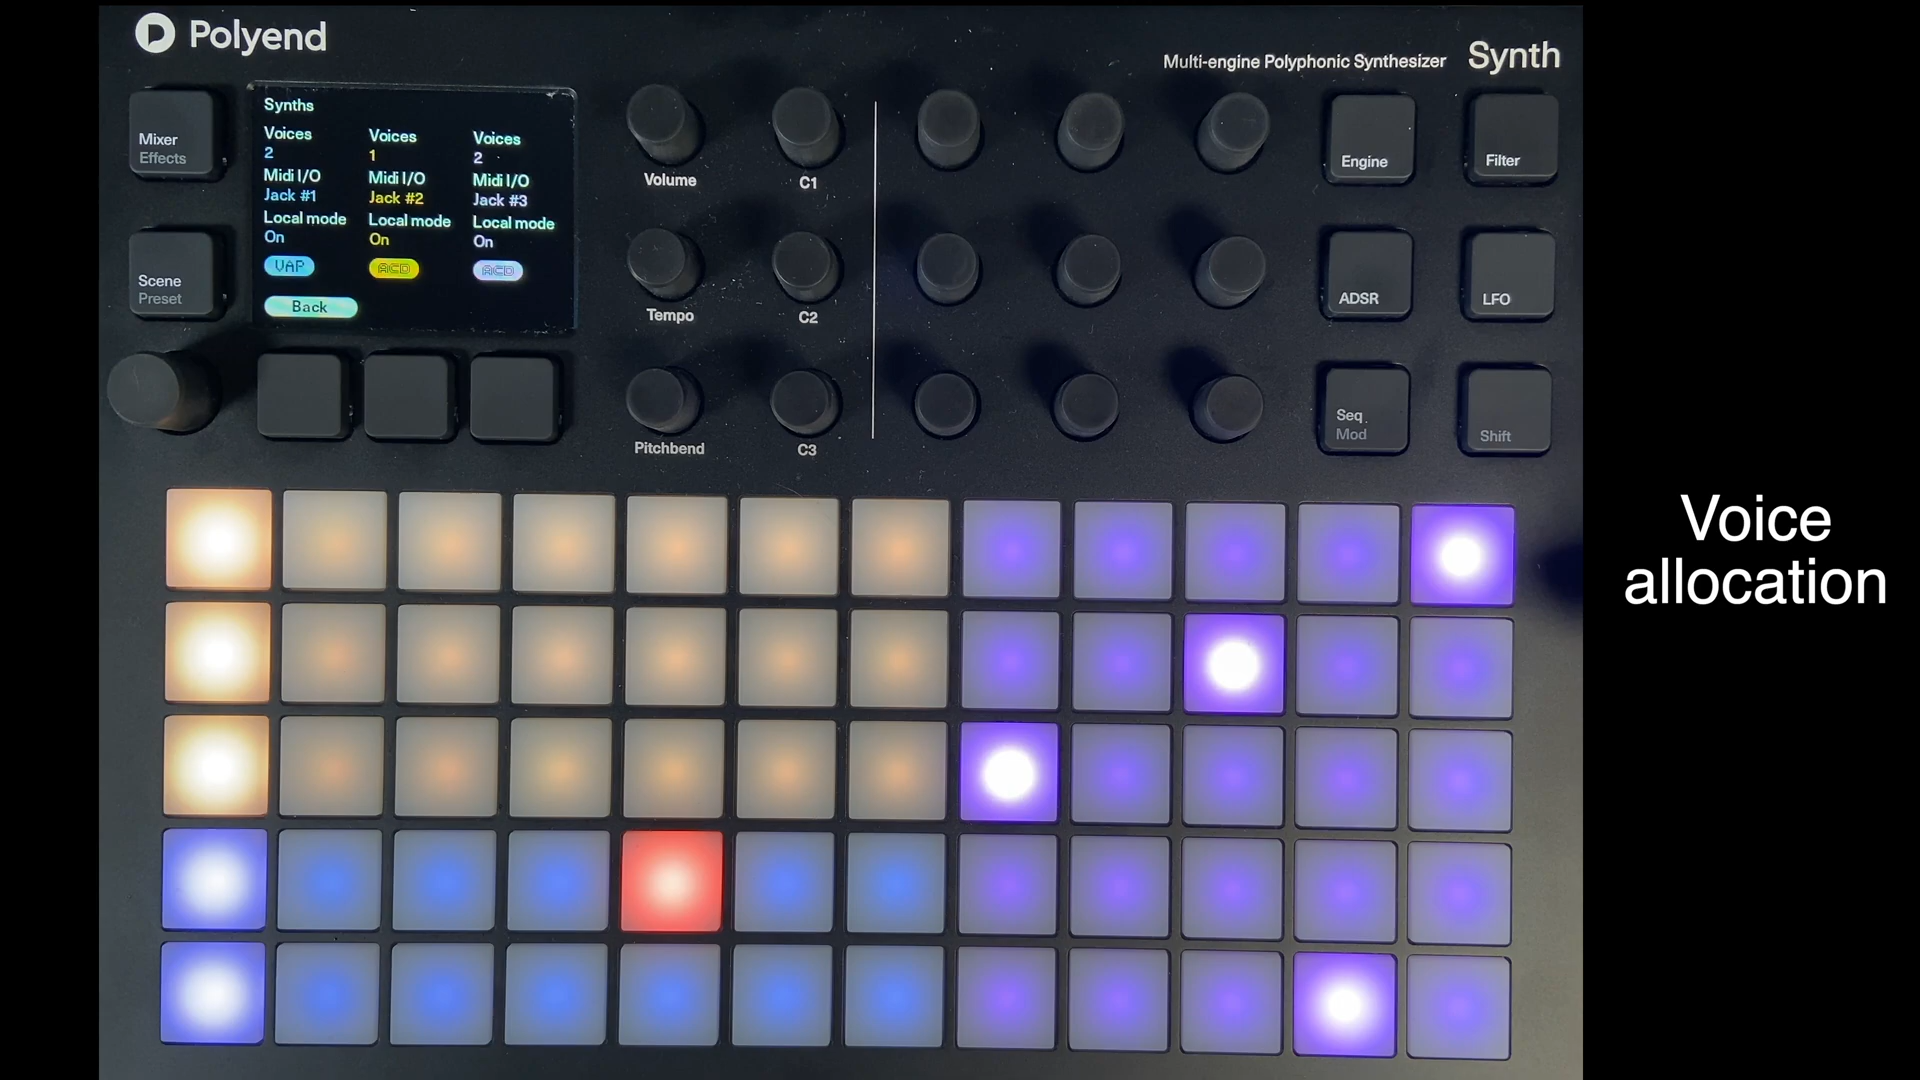 Polyend
Multi-engine Polyphonic Synthesizer Synth
Mixer
Effects
Synths
Voices Voices Voices
2 1 2
Midi I/O Midi I/O Midi I/O
Jack #1 Jack #2 Jack #3
Local mode Local mode Local mode
On On On
VAP ACD ACD
Back
Scene
Preset
Volume
C1
Tempo
C2
Pitchbend
C3
Engine
Filter
ADSR
LFO
Seq
Mod
Shift
Voice
allocation